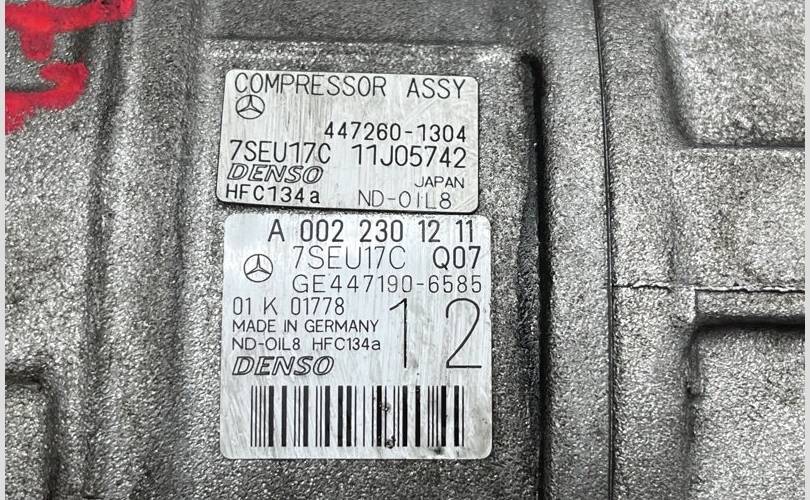 COMPRESSOR ASSY
447260-1304
7SEU17C 11J05742
DENSO JAPAN
HFC134a ND-OIL8
A 002 230 12 11
7SEU17C Q07
GE447190-6585
01 K 01778
MADE IN GERMANY
12
ND-OIL8 HFC134a
DENSO